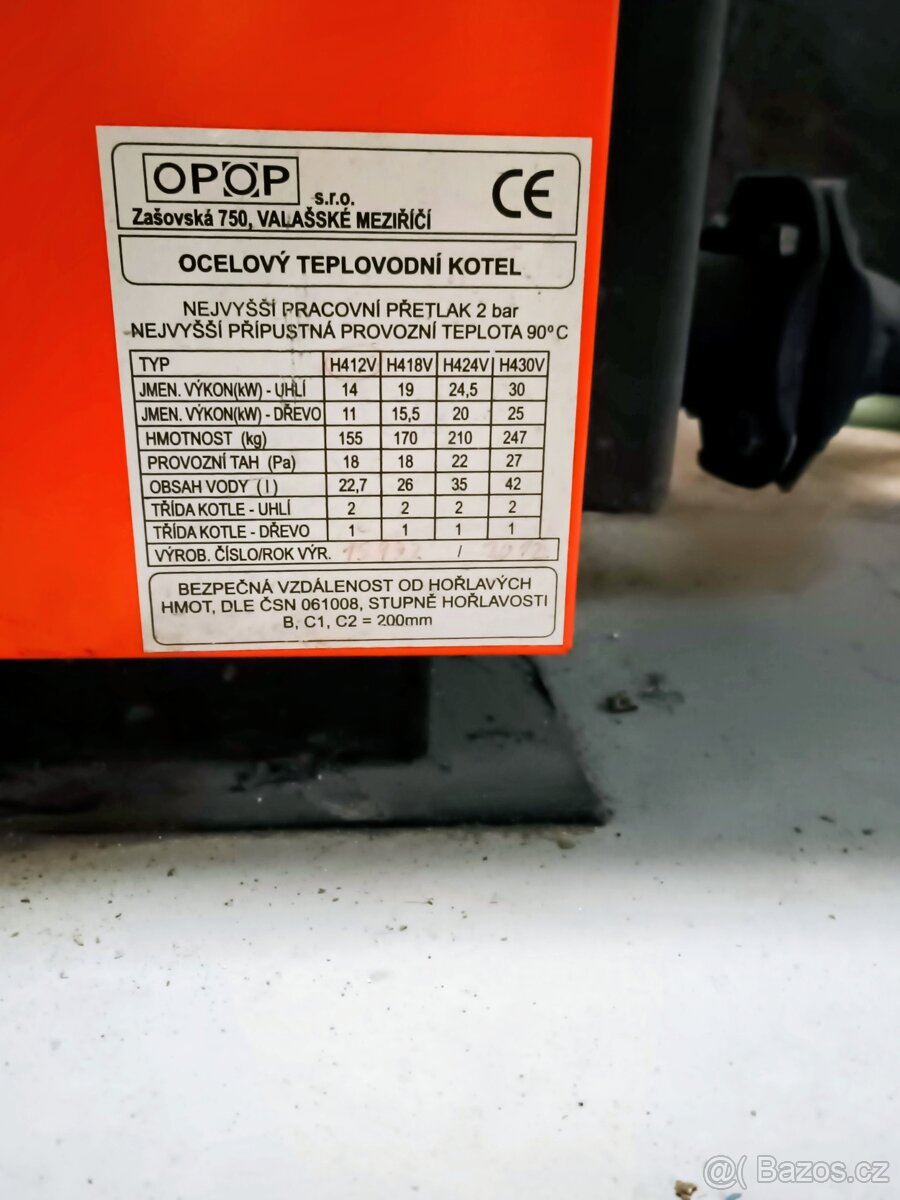 OPOP s.r.o.
CE
Zašovská 750, VALAŠSKÉ MEZIŘÍČÍ
OCELOVÝ TEPLOVODNÍ KOTEL
NEJVYŠŠÍ PRACOVNÍ PŘETLAK 2 bar
NEJVYŠŠÍ PŘÍPUSTNÁ PROVOZNÍ TEPLOTA 90°C
TYP H412V H418V H424V H430V
JMEN. VÝKON(kW) - UHLÍ 14 19 24,5 30
JMEN. VÝKON(kW) - DŘEVO 11 15,5 20 25
HMOTNOST (kg) 155 170 210 247
PROVOZNÍ TAH (Pa) 18 18 22 27
OBSAH VODY (l) 22,7 26 35 42
TŘÍDA KOTLE - UHLÍ 2 2 2 2
TŘÍDA KOTLE - DŘEVO 1 1 1 1
VÝROB. ČÍSLO/ROK VÝR. /
BEZPEČNÁ VZDÁLENOST OD HOŘLAVÝCH
HMOT, DLE ČSN 061008, STUPNĚ HOŘLAVOSTI
B, C1, C2 = 200mm
Bazos.cz